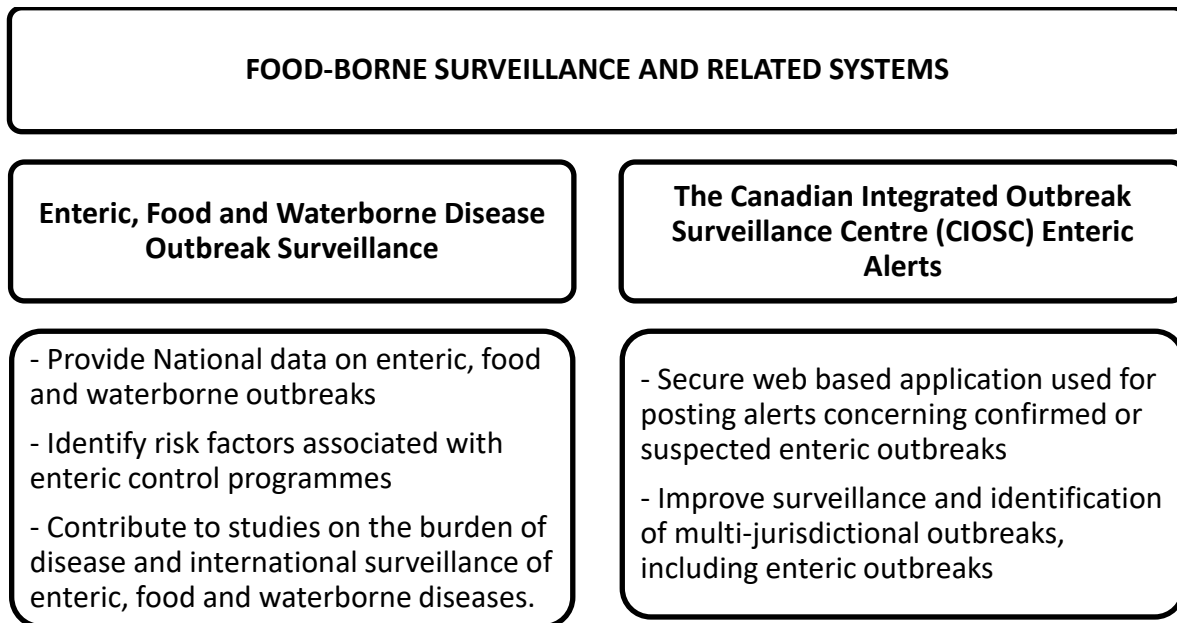 FOOD-BORNE SURVEILLANCE AND RELATED SYSTEMS
Enteric, Food and Waterborne Disease
Outbreak Surveillance
- Provide National data on enteric, food
and waterborne outbreaks
- Identify risk factors associated with
enteric control programmes
- Contribute to studies on the burden of
disease and international surveillance of
enteric, food and waterborne diseases.
The Canadian Integrated Outbreak
Surveillance Centre (CIOSC) Enteric
Alerts
- Secure web based application used for
posting alerts concerning confirmed or
suspected enteric outbreaks
- Improve surveillance and identification
of multi-jurisdictional outbreaks,
including enteric outbreaks